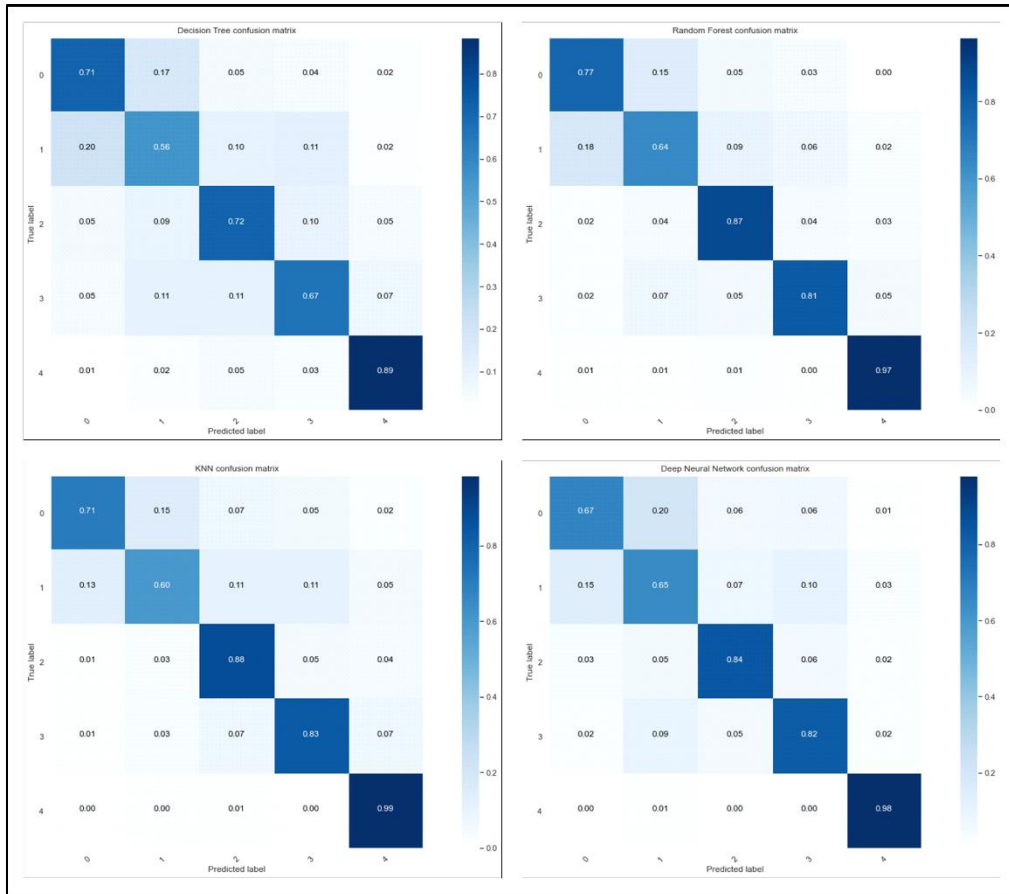 Decision Tree confusion matrix
0 0.71 0.17 0.05 0.04 0.02
1 0.20 0.56 0.10 0.11 0.02
2 0.05 0.09 0.72 0.10 0.05
3 0.05 0.11 0.11 0.67 0.07
4 0.01 0.02 0.05 0.03 0.89
0 1 2 3 4
True label
Predicted label
0.8
0.7
0.6
0.5
0.4
0.3
0.2
0.1
Random Forest confusion matrix
0 0.77 0.15 0.05 0.03 0.00
1 0.18 0.64 0.09 0.06 0.02
2 0.02 0.04 0.87 0.04 0.03
3 0.02 0.07 0.05 0.81 0.05
4 0.01 0.01 0.01 0.00 0.97
0 1 2 3 4
True label
Predicted label
0.8
0.6
0.4
0.2
0.0
KNN confusion matrix
0 0.71 0.15 0.07 0.05 0.02
1 0.13 0.60 0.11 0.11 0.05
2 0.01 0.03 0.88 0.05 0.04
3 0.01 0.03 0.07 0.83 0.07
4 0.00 0.00 0.01 0.00 0.99
0 1 2 3 4
True label
Predicted label
0.8
0.6
0.4
0.2
0.0
Deep Neural Network confusion matrix
0 0.67 0.20 0.06 0.06 0.01
1 0.15 0.65 0.07 0.10 0.03
2 0.03 0.05 0.84 0.06 0.02
3 0.02 0.09 0.05 0.82 0.02
4 0.00 0.01 0.00 0.00 0.98
0 1 2 3 4
True label
Predicted label
0.8
0.6
0.4
0.2